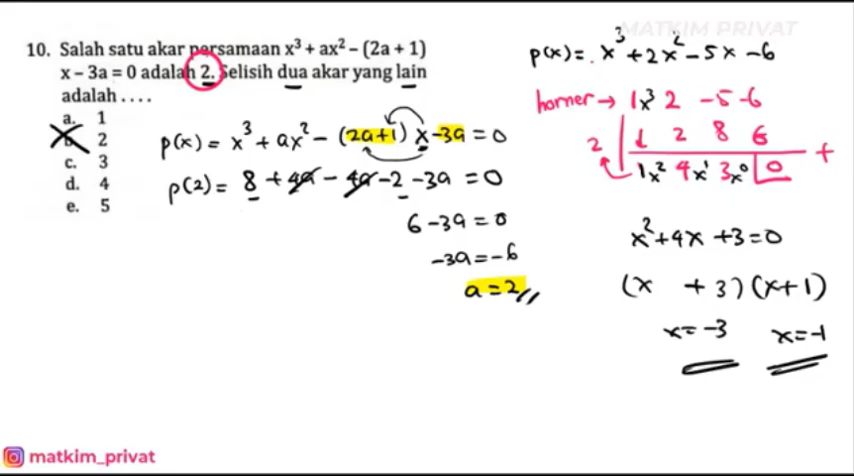 MATKIM PRIVAT
10. Salah satu akar persamaan x³ + ax² – (2a + 1)
x – 3a = 0 adalah 2. Selisih dua akar yang lain
adalah . . . .
a. 1
2
c. 3
d. 4
e. 5
p(x) = x³ + ax² – (2a+1) x – 3a = 0
p(2) = 8 + 4a – 4a – 2 – 3a = 0
6 – 3a = 0
–3a = –6
a = 2 //
p(x) = . x³ + 2x² – 5x – 6
horner → 1x³ 2 –5 –6
2 ↓ 2 8 6 +
1x² 4x¹ 3x⁰ 0
x² + 4x + 3 = 0
(x + 3) (x + 1)
x = –3 x = –1
matkim_privat